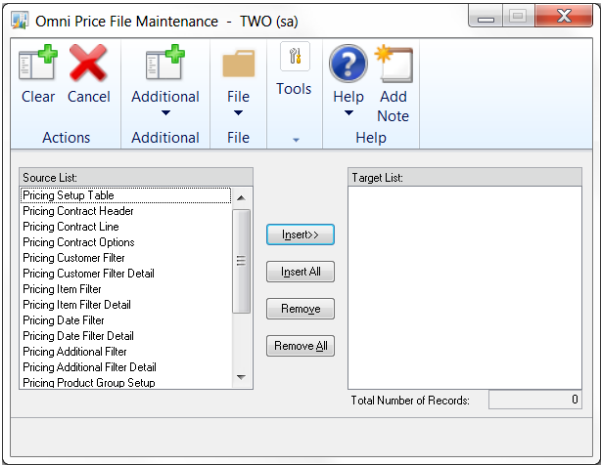 Omni Price File Maintenance - TWO (sa)
Clear Cancel Additional File Tools Help Add Note
Actions Additional File Help
Source List:
Pricing Setup Table
Pricing Contract Header
Pricing Contract Line
Pricing Contract Options
Pricing Customer Filter
Pricing Customer Filter Detail
Pricing Item Filter
Pricing Item Filter Detail
Pricing Date Filter
Pricing Date Filter Detail
Pricing Additional Filter
Pricing Additional Filter Detail
Pricing Product Group Setup
Insert>>
Insert All
Remove
Remove All
Target List:
Total Number of Records: 0